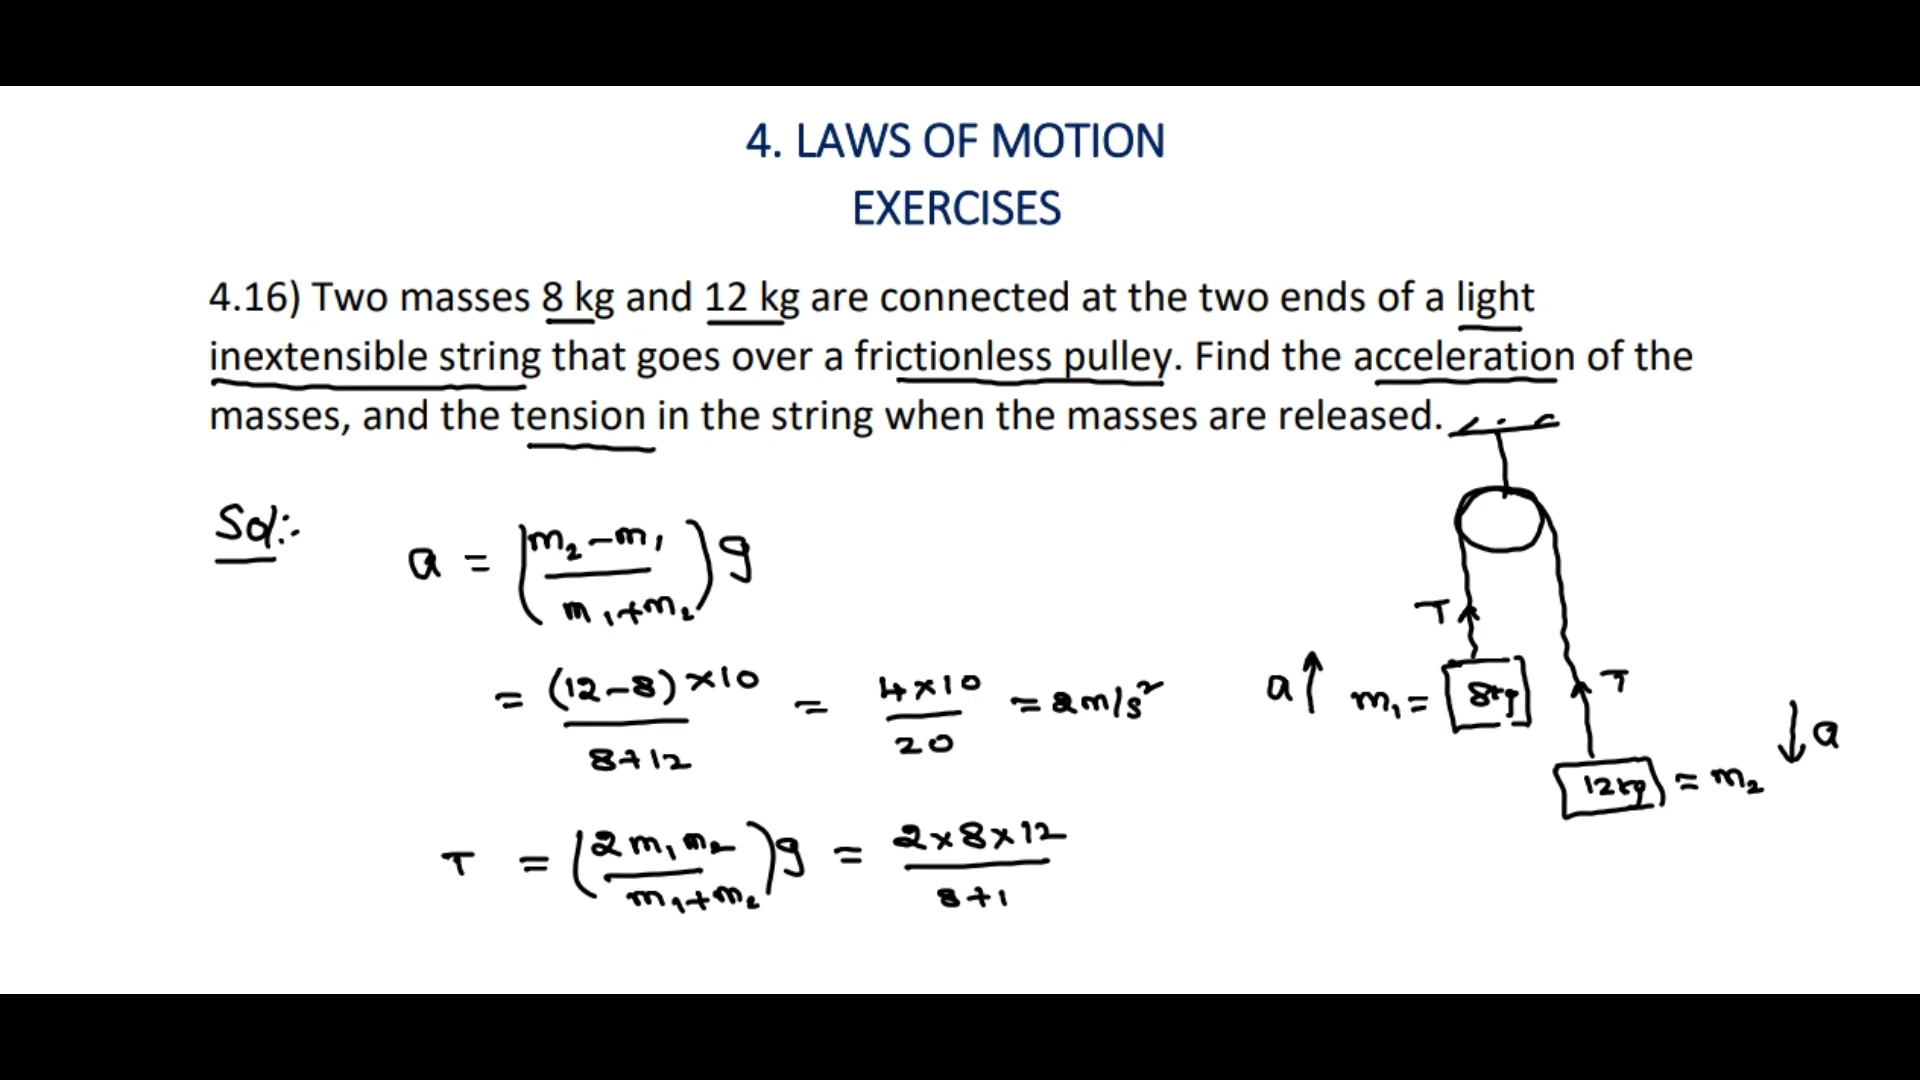 4. LAWS OF MOTION
EXERCISES
4.16) Two masses 8 kg and 12 kg are connected at the two ends of a light
inextensible string that goes over a frictionless pulley. Find the acceleration of the
masses, and the tension in the string when the masses are released.
Sol:-
a = (m₂-m₁ / m₁+m₂) g
= (12-8)×10 / 8+12 = 4×10 / 20 = 2m/s²
T = (2m₁m₂ / m₁+m₂) g = 2×8×12 / 8+1
T
a↑ m₁= 8kg T
↓a
12kg = m₂